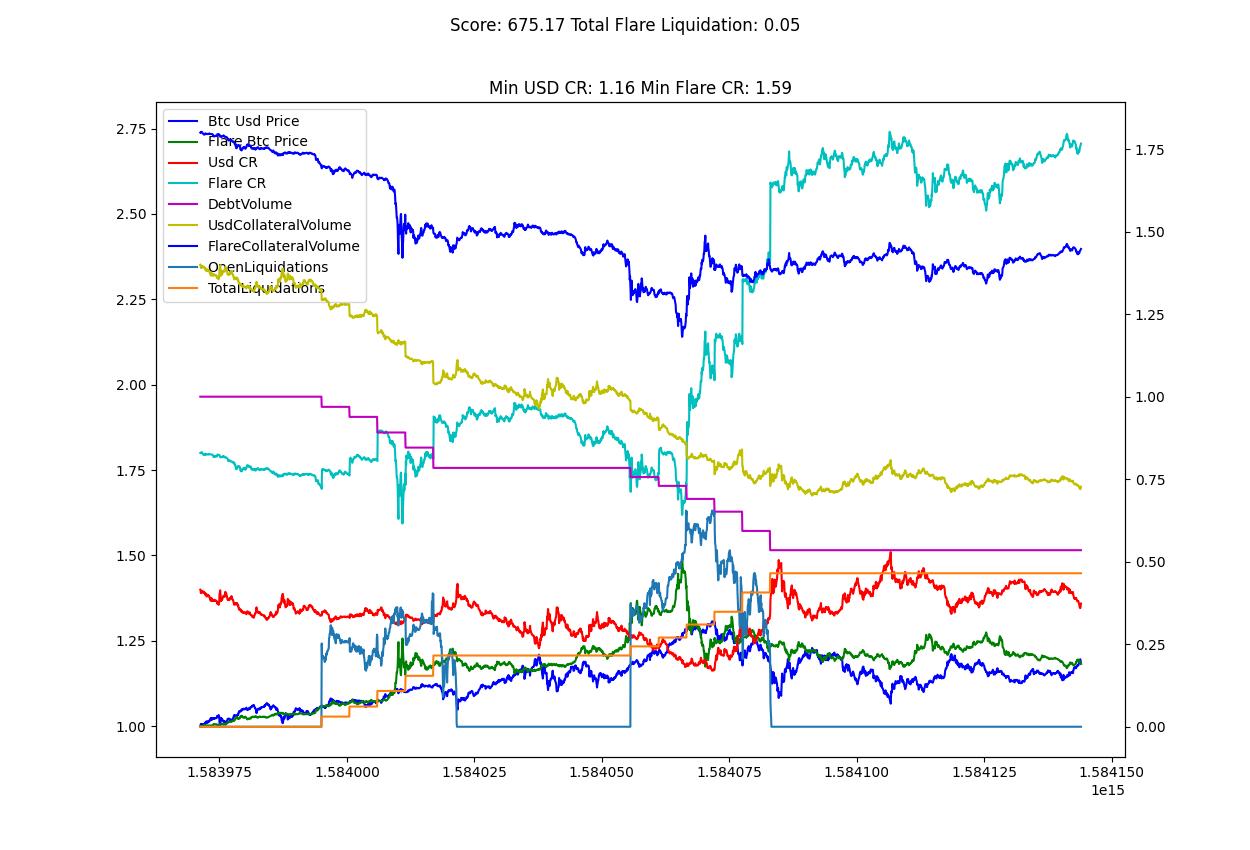 Score: 675.17 Total Flare Liquidation: 0.05
Min USD CR: 1.16 Min Flare CR: 1.59
Btc Usd Price
Flare Btc Price
Usd CR
Flare CR
DebtVolume
UsdCollateralVolume
FlareCollateralVolume
OpenLiquidations
TotalLiquidations
2.75
2.50
2.25
2.00
1.75
1.50
1.25
1.00
1.75
1.50
1.25
1.00
0.75
0.50
0.25
0.00
1.583975 1.584000 1.584025 1.584050 1.584075 1.584100 1.584125 1.584150
1e15